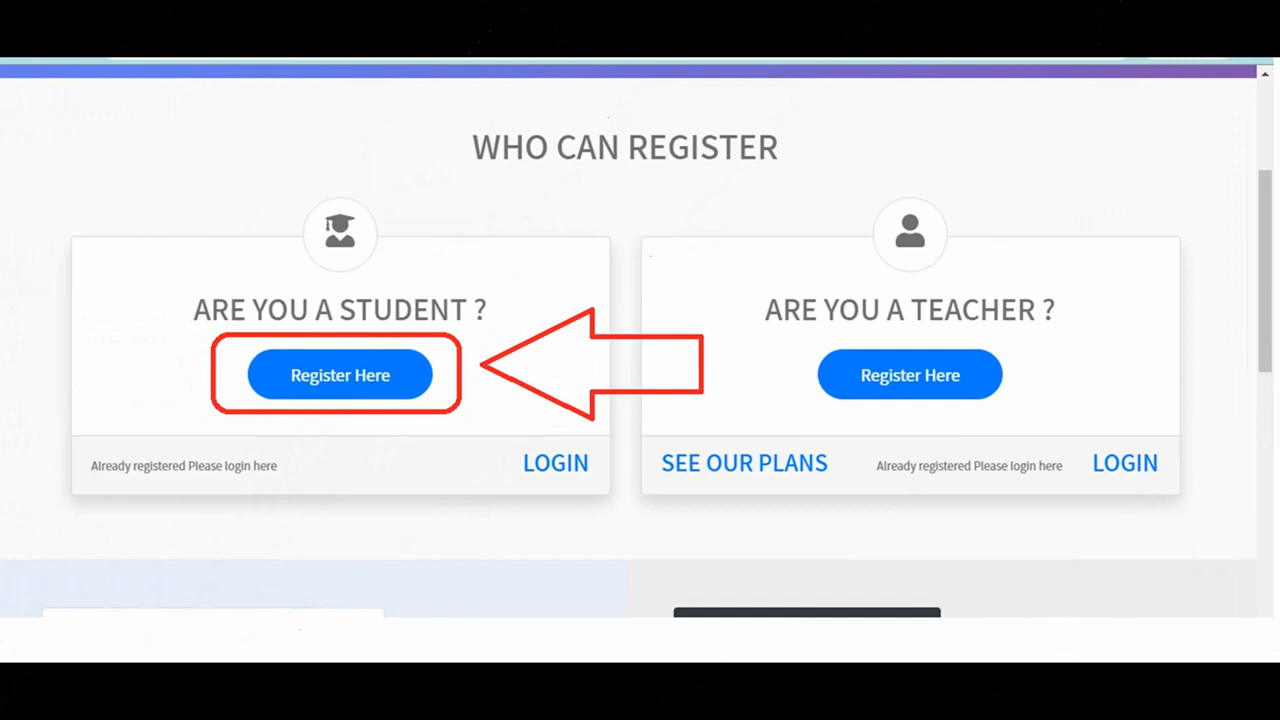 WHO CAN REGISTER
ARE YOU A STUDENT ?
Register Here
Already registered Please login here
LOGIN
ARE YOU A TEACHER ?
Register Here
SEE OUR PLANS
Already registered Please login here
LOGIN